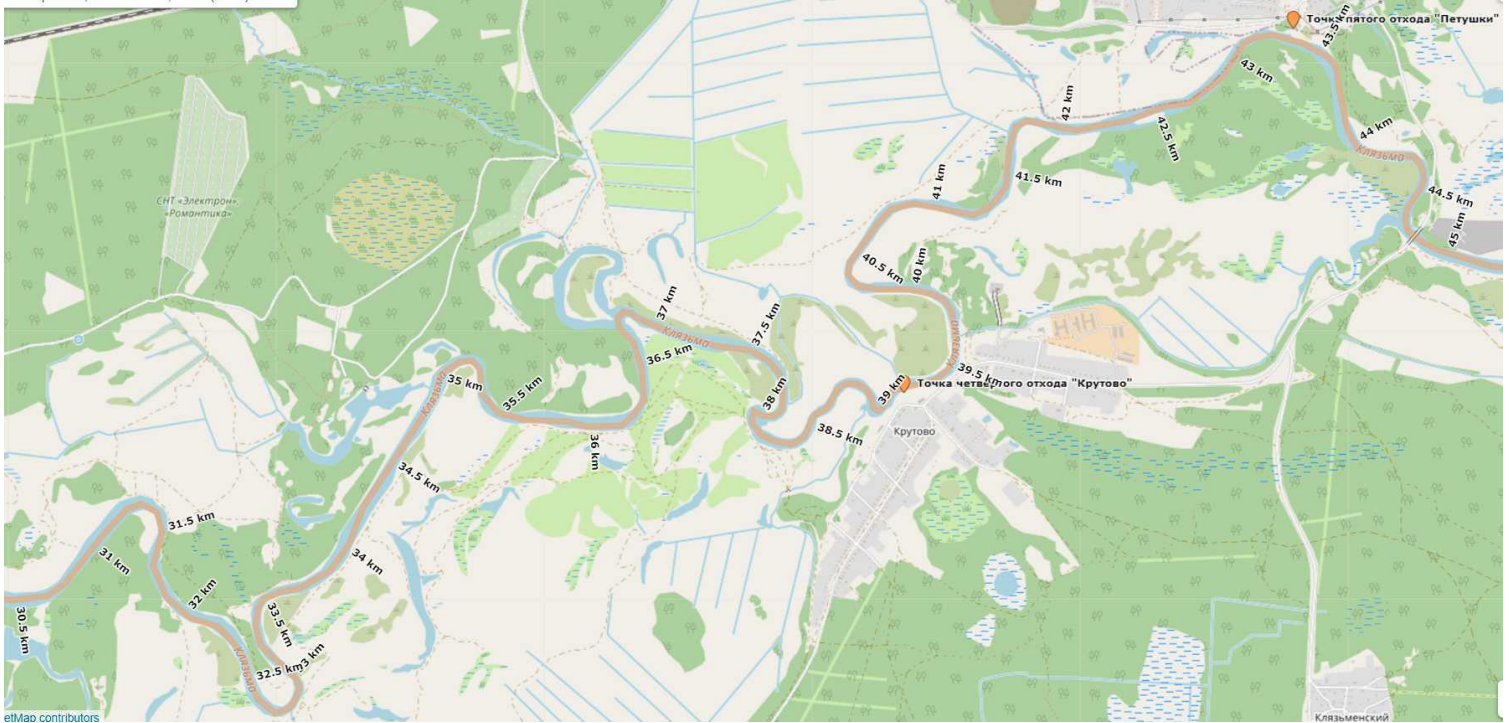 Точка пятого отхода "Петушки"
43.5 km
43 km
42 km
42.5 km
44 km
Клязьма
41 km
41.5 km
44.5 km
СНТ «Электрон»,
«Романтика»
45 km
40 km
40.5 km
37 km
37.5 km
Клязьма
Клязьма
36.5 km
35 km
Клязьма
35.5 km
38 km
39 km
39.5 km
Точка четвертого отхода "Крутово"
38.5 km
Крутово
36 km
34.5 km
31.5 km
31 km
34 km
32 km
30.5 km
33.5 km
33 km
32.5 km
Клязьма
Клязьменский
etMap contributors